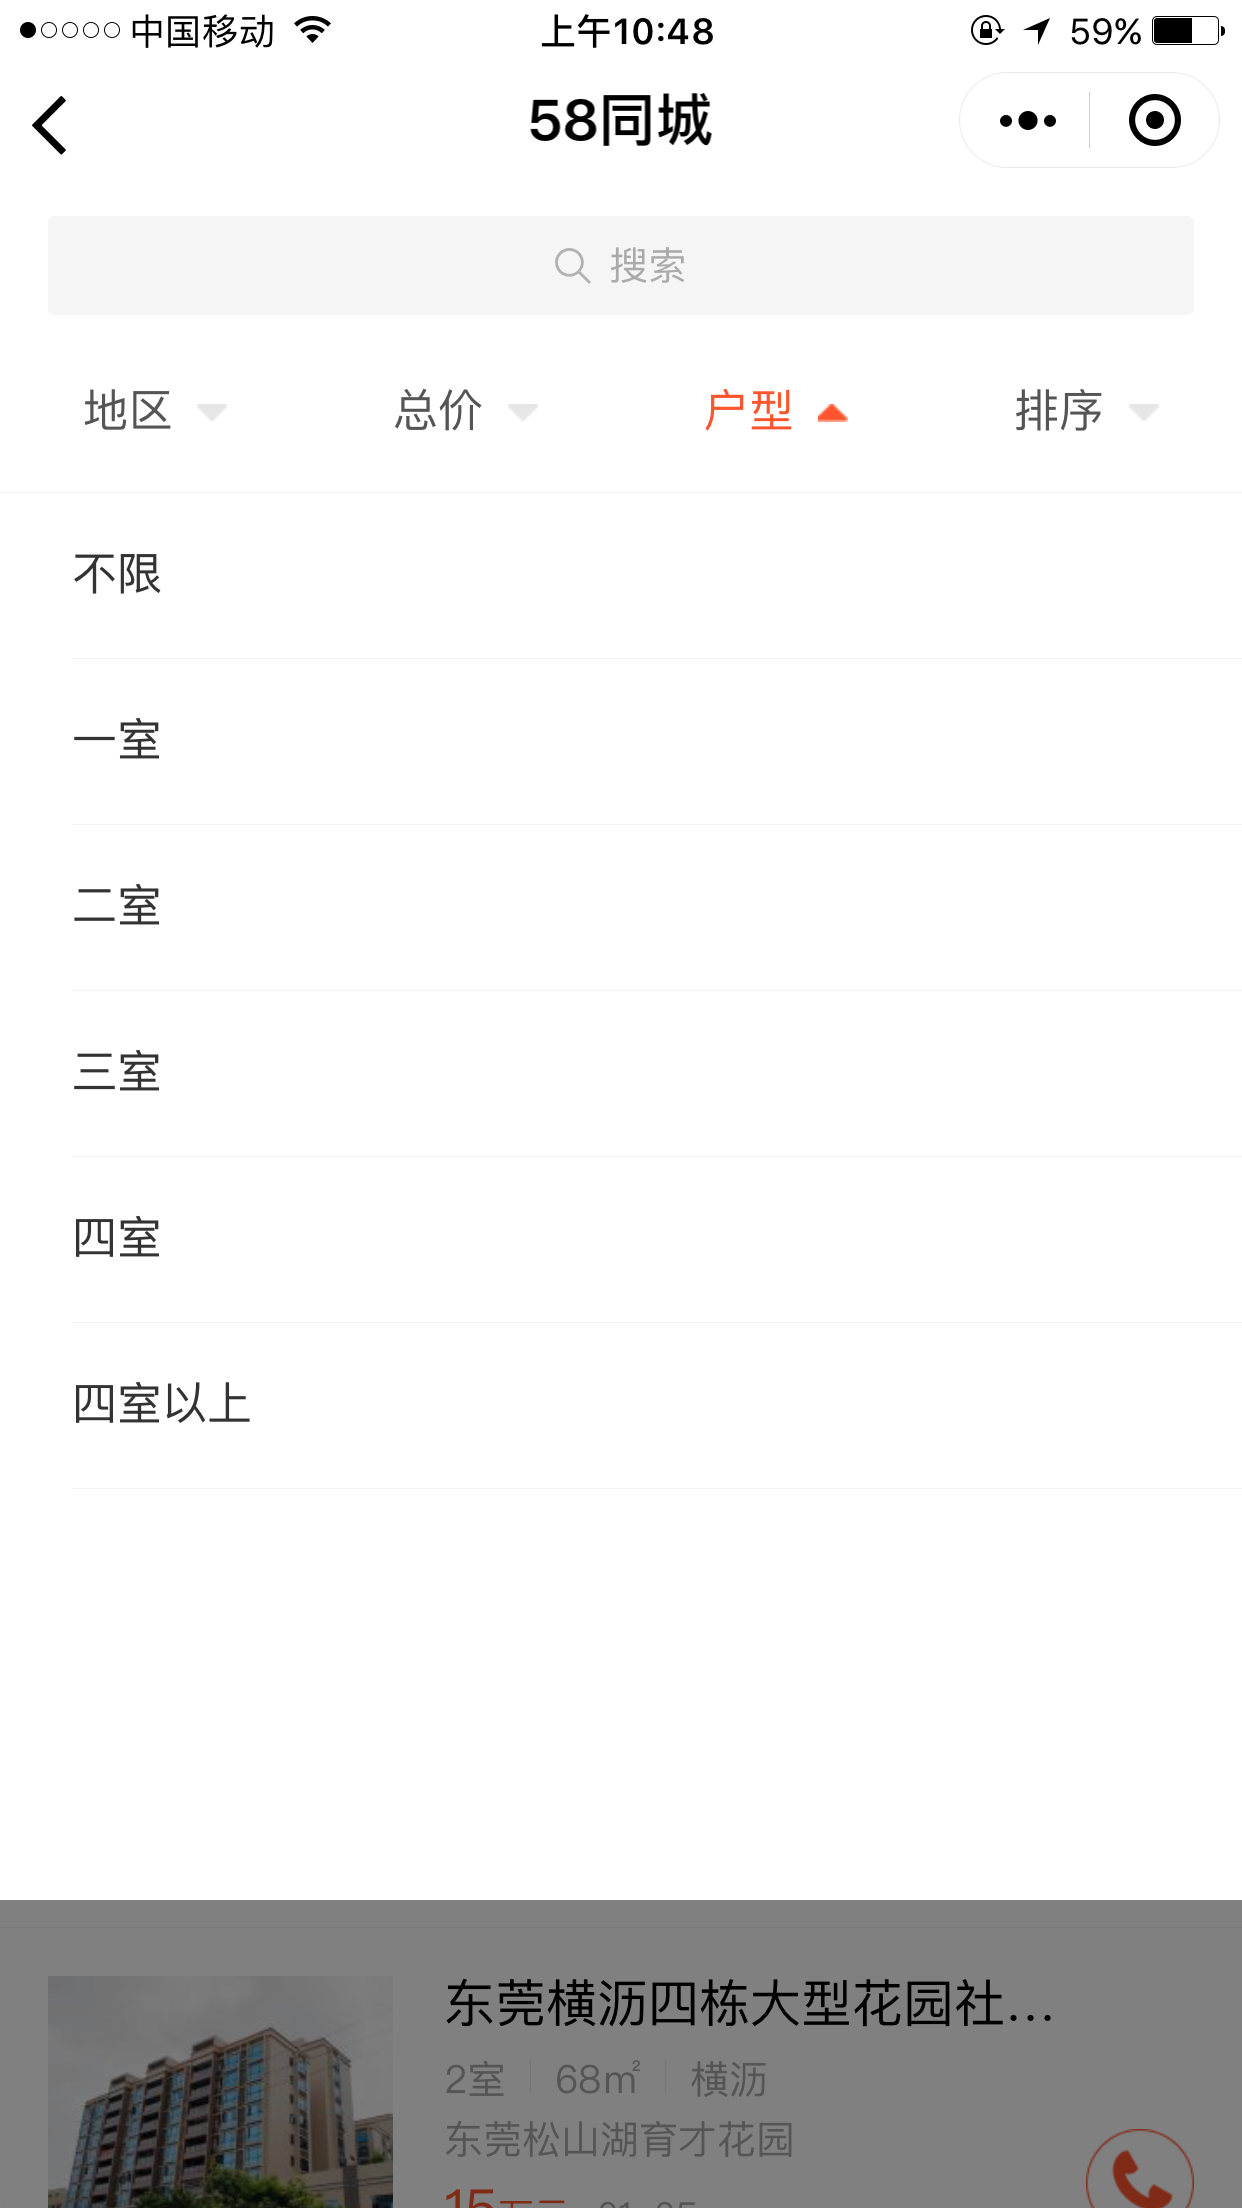 中国移动 上午10:48 59%
58同城
搜索
地区 总价 户型 排序
不限
一室
二室
三室
四室
四室以上
东莞横沥四栋大型花园社...
2室 68㎡ 横沥
东莞松山湖育才花园
15